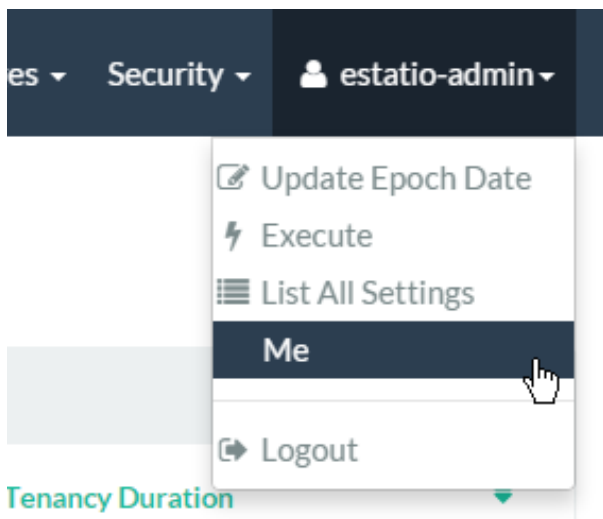 es Security estatio-admin
Update Epoch Date
Execute
List All Settings
Me
Logout
Tenancy Duration